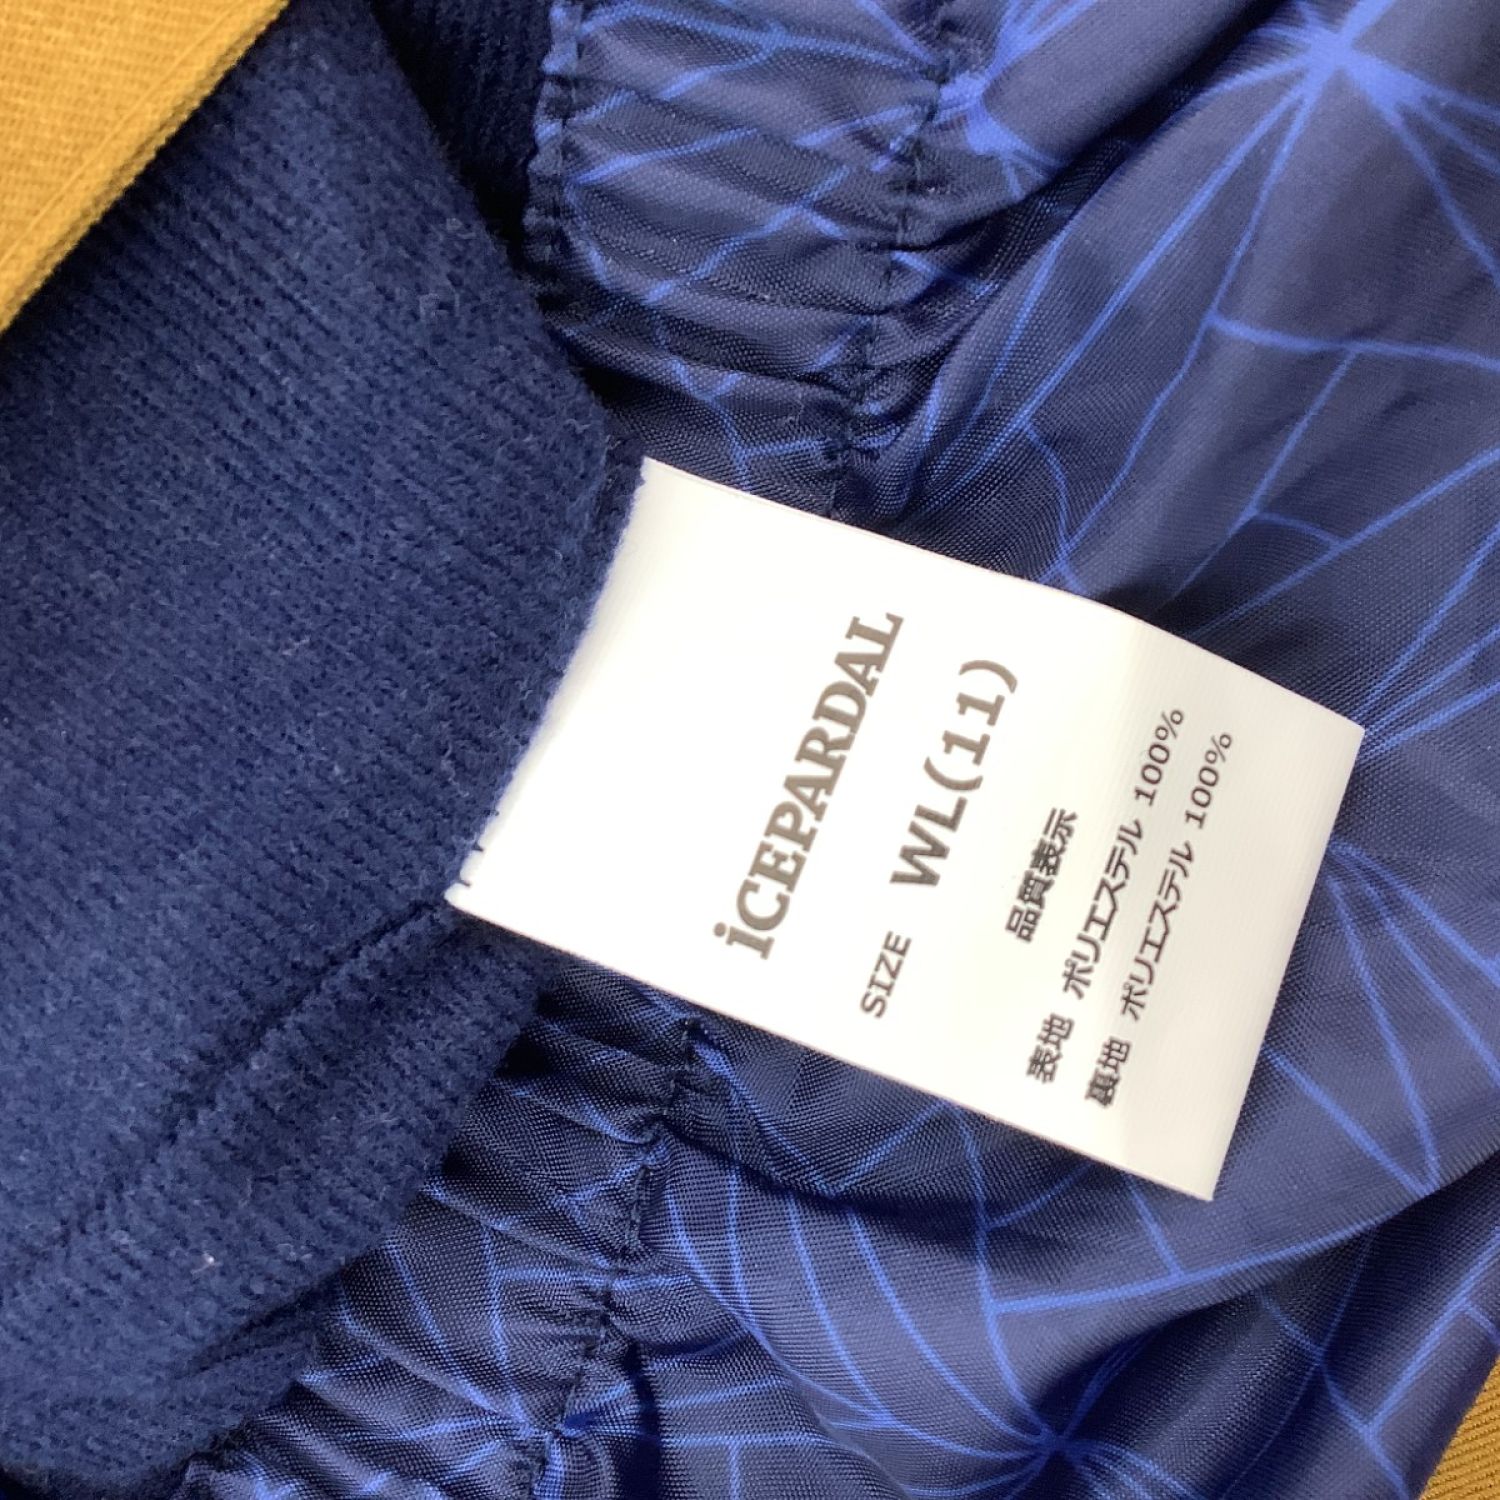 iCEPARDAL
SIZE WL(11)
品質表示
表地 ポリエステル 100%
裏地 ポリエステル 100%